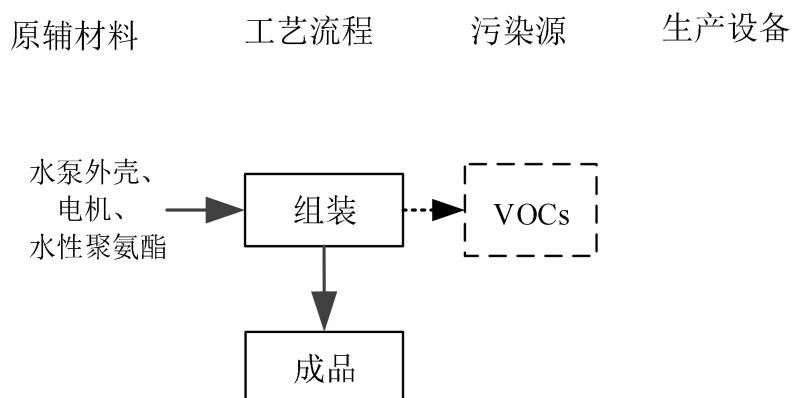 原辅材料
工艺流程
污染源
生产设备
水泵外壳、
电机、
水性聚氨酯
组装
VOCs
成品